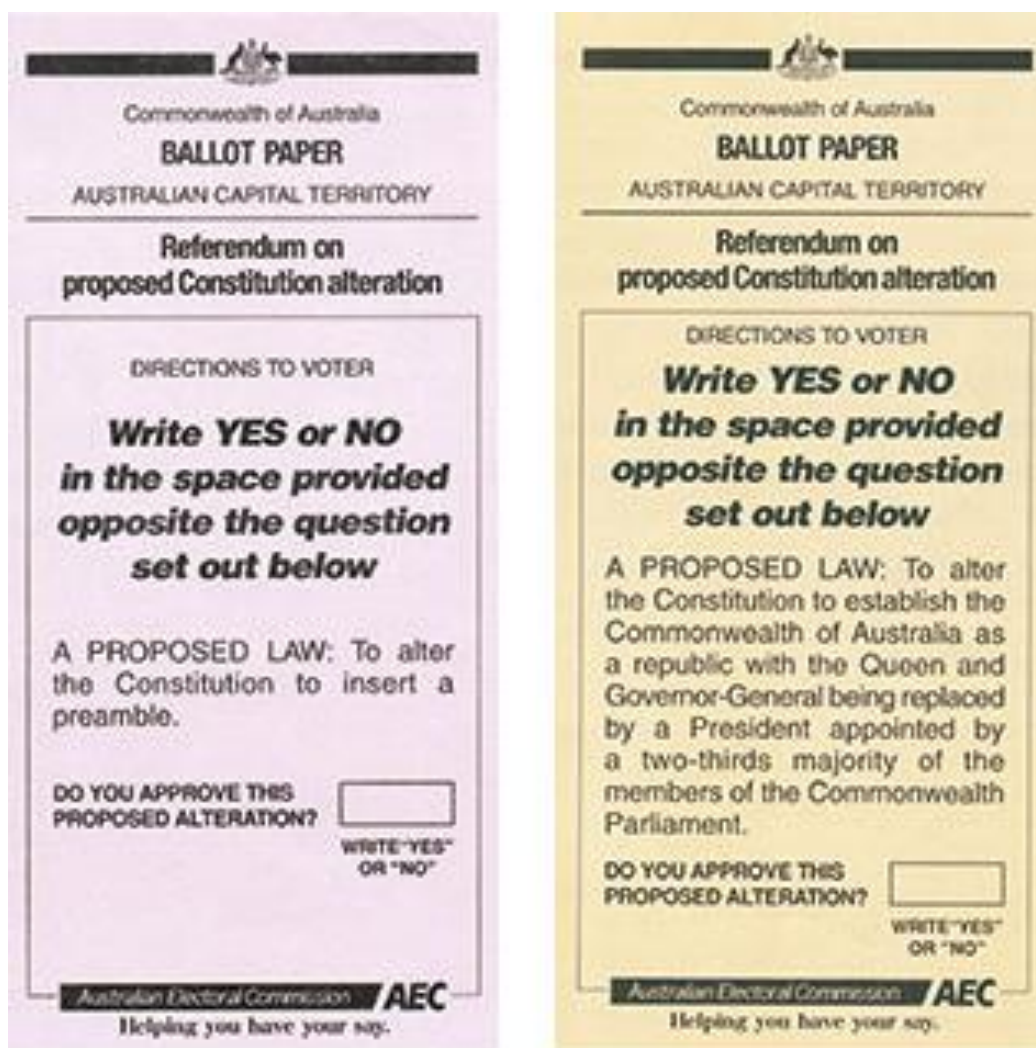 Commonwealth of Australia
BALLOT PAPER
AUSTRALIAN CAPITAL TERRITORY
Referendum on
proposed Constitution alteration
DIRECTIONS TO VOTER
Write YES or NO
in the space provided
opposite the question
set out below
A PROPOSED LAW: To alter
the Constitution to insert a
preamble.
DO YOU APPROVE THIS
PROPOSED ALTERATION?
WRITE "YES"
OR "NO"
Australian Electoral Commission AEC
Helping you have your say.
Commonwealth of Australia
BALLOT PAPER
AUSTRALIAN CAPITAL TERRITORY
Referendum on
proposed Constitution alteration
DIRECTIONS TO VOTER
Write YES or NO
in the space provided
opposite the question
set out below
A PROPOSED LAW: To alter
the Constitution to establish the
Commonwealth of Australia as
a republic with the Queen and
Governor-General being replaced
by a President appointed by
a two-thirds majority of the
members of the Commonwealth
Parliament.
DO YOU APPROVE THIS
PROPOSED ALTERATION?
WRITE "YES"
OR "NO"
Australian Electoral Commission AEC
Helping you have your say.